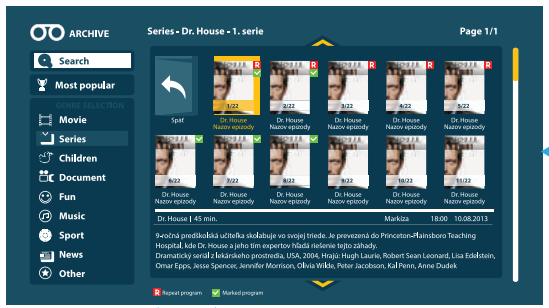 ARCHIVE
Series - Dr. House - 1. serie
Page 1/1
Search
Most popular
GENRE SELECTION
Movie
Series
Children
Document
Fun
Music
Sport
News
Other
R R R R R
1/22 2/22 3/22 4/22 5/22
Späť Dr. House Dr. House Dr. House Dr. House Dr. House
Nazov epizody Nazov epizody Nazov epizody Nazov epizody Nazov epizody
6/22 7/22 8/22 9/22 10/22 11/22
Dr. House Dr. House Dr. House Dr. House Dr. House Dr. House
Nazov epizody Nazov epizody Nazov epizody Nazov epizody Nazov epizody Nazov epizody
Dr. House | 45 min. Markíza 18:00 10.08.2013
9-ročná predškolská učiteľka skolabuje vo svojej triede. Je prevezená do Princeton-Plainsboro Teaching
Hospital, kde Dr. House a jeho tím expertov hľadá riešenie tejto záhady.
Dramatický seriál z lekárskeho prostredia, USA, 2004, Hrajú: Hugh Laurie, Robert Sean Leonard, Lisa Edelstein,
Omar Epps, Jesse Spencer, Jennifer Morrison, Olivia Wilde, Peter Jacobson, Kal Penn, Anne Dudek
R Repeat program Marked program